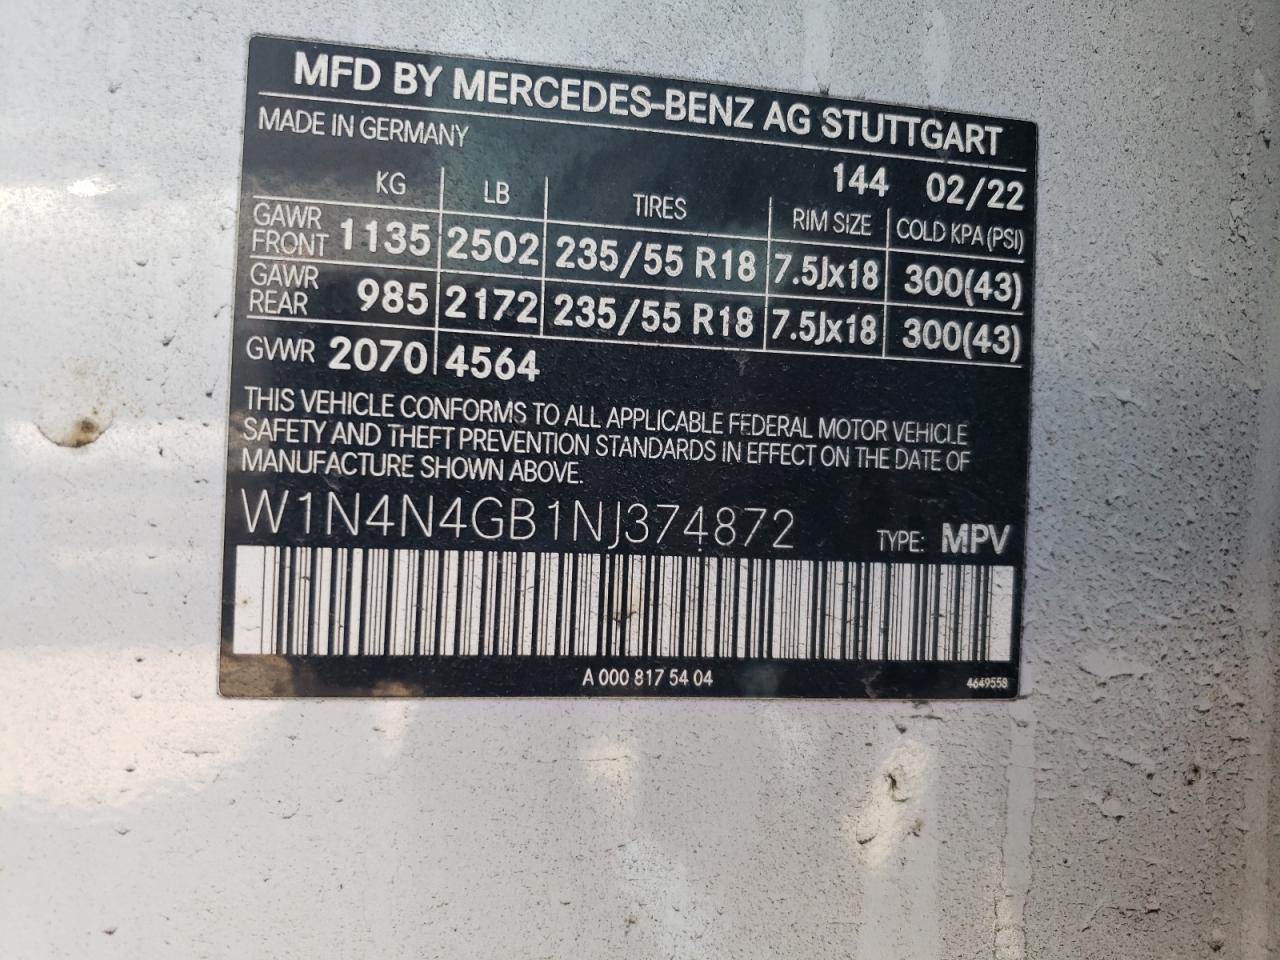 MFD BY MERCEDES-BENZ AG STUTTGART
MADE IN GERMANY
144 02/22
KG LB TIRES RIM SIZE COLD KPA (PSI)
GAWR FRONT 1135 2502 235/55 R18 7.5Jx18 300(43)
GAWR REAR 985 2172 235/55 R18 7.5Jx18 300(43)
GVWR 2070 4564
THIS VEHICLE CONFORMS TO ALL APPLICABLE FEDERAL MOTOR VEHICLE
SAFETY AND THEFT PREVENTION STANDARDS IN EFFECT ON THE DATE OF
MANUFACTURE SHOWN ABOVE.
W1N4N4GB1NJ374872 TYPE: MPV
A 000 817 54 04
4649558